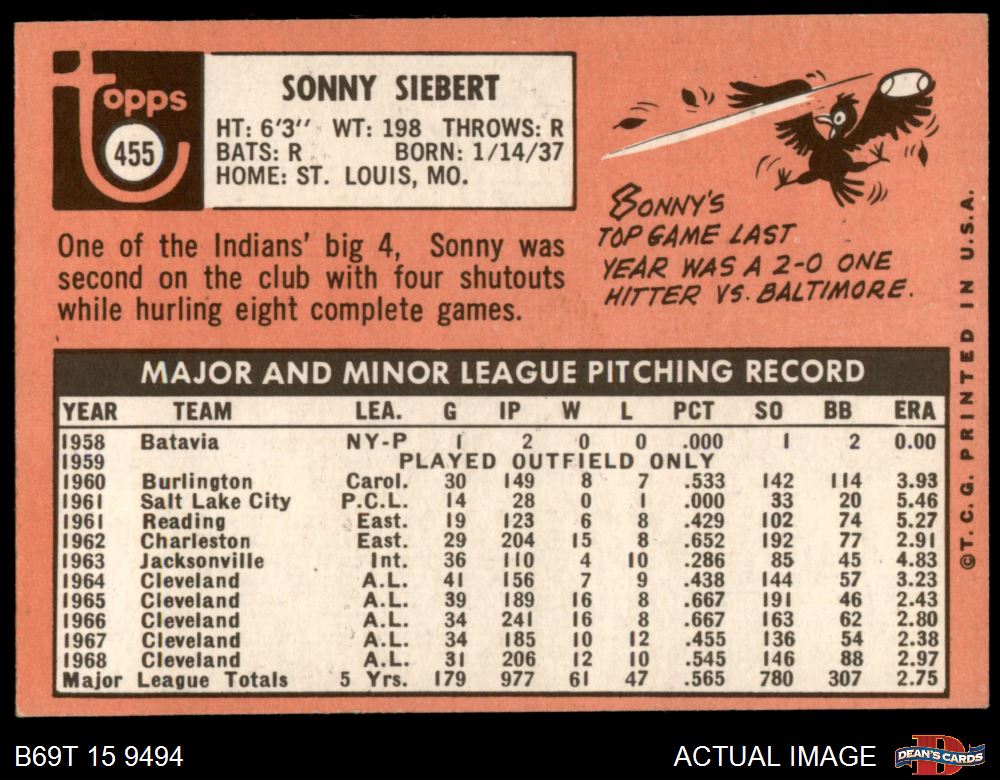 Topps
455
SONNY SIEBERT
HT: 6'3" WT: 198 THROWS: R
BATS: R BORN: 1/14/37
HOME: ST. LOUIS, MO.
One of the Indians' big 4, Sonny was
second on the club with four shutouts
while hurling eight complete games.
SONNY'S
TOP GAME LAST
YEAR WAS A 2-0 ONE
HITTER VS. BALTIMORE.
MAJOR AND MINOR LEAGUE PITCHING RECORD
YEAR TEAM LEA. G IP W L PCT SO BB ERA
1958 Batavia NY-P 1 2 0 0 .000 1 2 0.00
1959 PLAYED OUTFIELD ONLY
1960 Burlington Carol. 30 149 8 7 .533 142 114 3.93
1961 Salt Lake City P.C.L. 14 28 0 1 .000 33 20 5.46
1961 Reading East. 19 123 6 8 .429 102 74 5.27
1962 Charleston East. 29 204 15 8 .652 192 77 2.91
1963 Jacksonville Int. 36 110 4 10 .286 85 45 4.83
1964 Cleveland A.L. 41 156 7 9 .438 144 57 3.23
1965 Cleveland A.L. 39 189 16 8 .667 191 46 2.43
1966 Cleveland A.L. 34 241 16 8 .667 163 62 2.80
1967 Cleveland A.L. 34 185 10 12 .455 136 54 2.38
1968 Cleveland A.L. 31 206 12 10 .545 146 88 2.97
Major League Totals 5 Yrs. 179 977 61 47 .565 780 307 2.75
©T.C.G. PRINTED IN U.S.A.
B69T 15 9494
ACTUAL IMAGE
DEAN'S CARDS